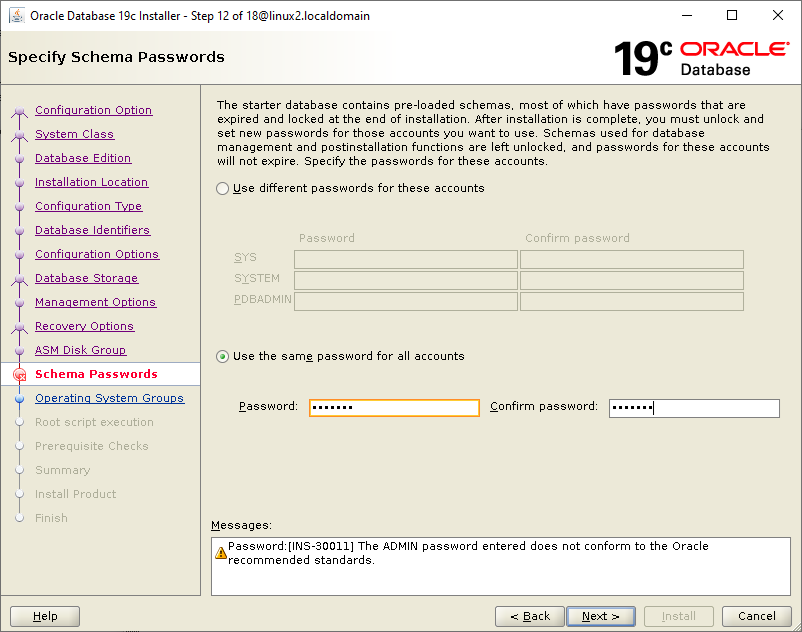 Oracle Database 19c Installer - Step 12 of 18@linux2.localdomain
Specify Schema Passwords
19c ORACLE
Database
Configuration Option
System Class
Database Edition
Installation Location
Configuration Type
Database Identifiers
Configuration Options
Database Storage
Management Options
Recovery Options
ASM Disk Group
Schema Passwords
Operating System Groups
Root script execution
Prerequisite Checks
Summary
Install Product
Finish
The starter database contains pre-loaded schemas, most of which have passwords that are
expired and locked at the end of installation. After installation is complete, you must unlock and
set new passwords for those accounts you want to use. Schemas used for database
management and postinstallation functions are left unlocked, and passwords for these accounts
will not expire. Specify the passwords for these accounts.
Use different passwords for these accounts
Password Confirm password
SYS
SYSTEM
PDBADMIN
Use the same password for all accounts
Password: ••••••• Confirm password: •••••••
Messages:
Password:[INS-30011] The ADMIN password entered does not conform to the Oracle
recommended standards.
Help < Back Next > Install Cancel